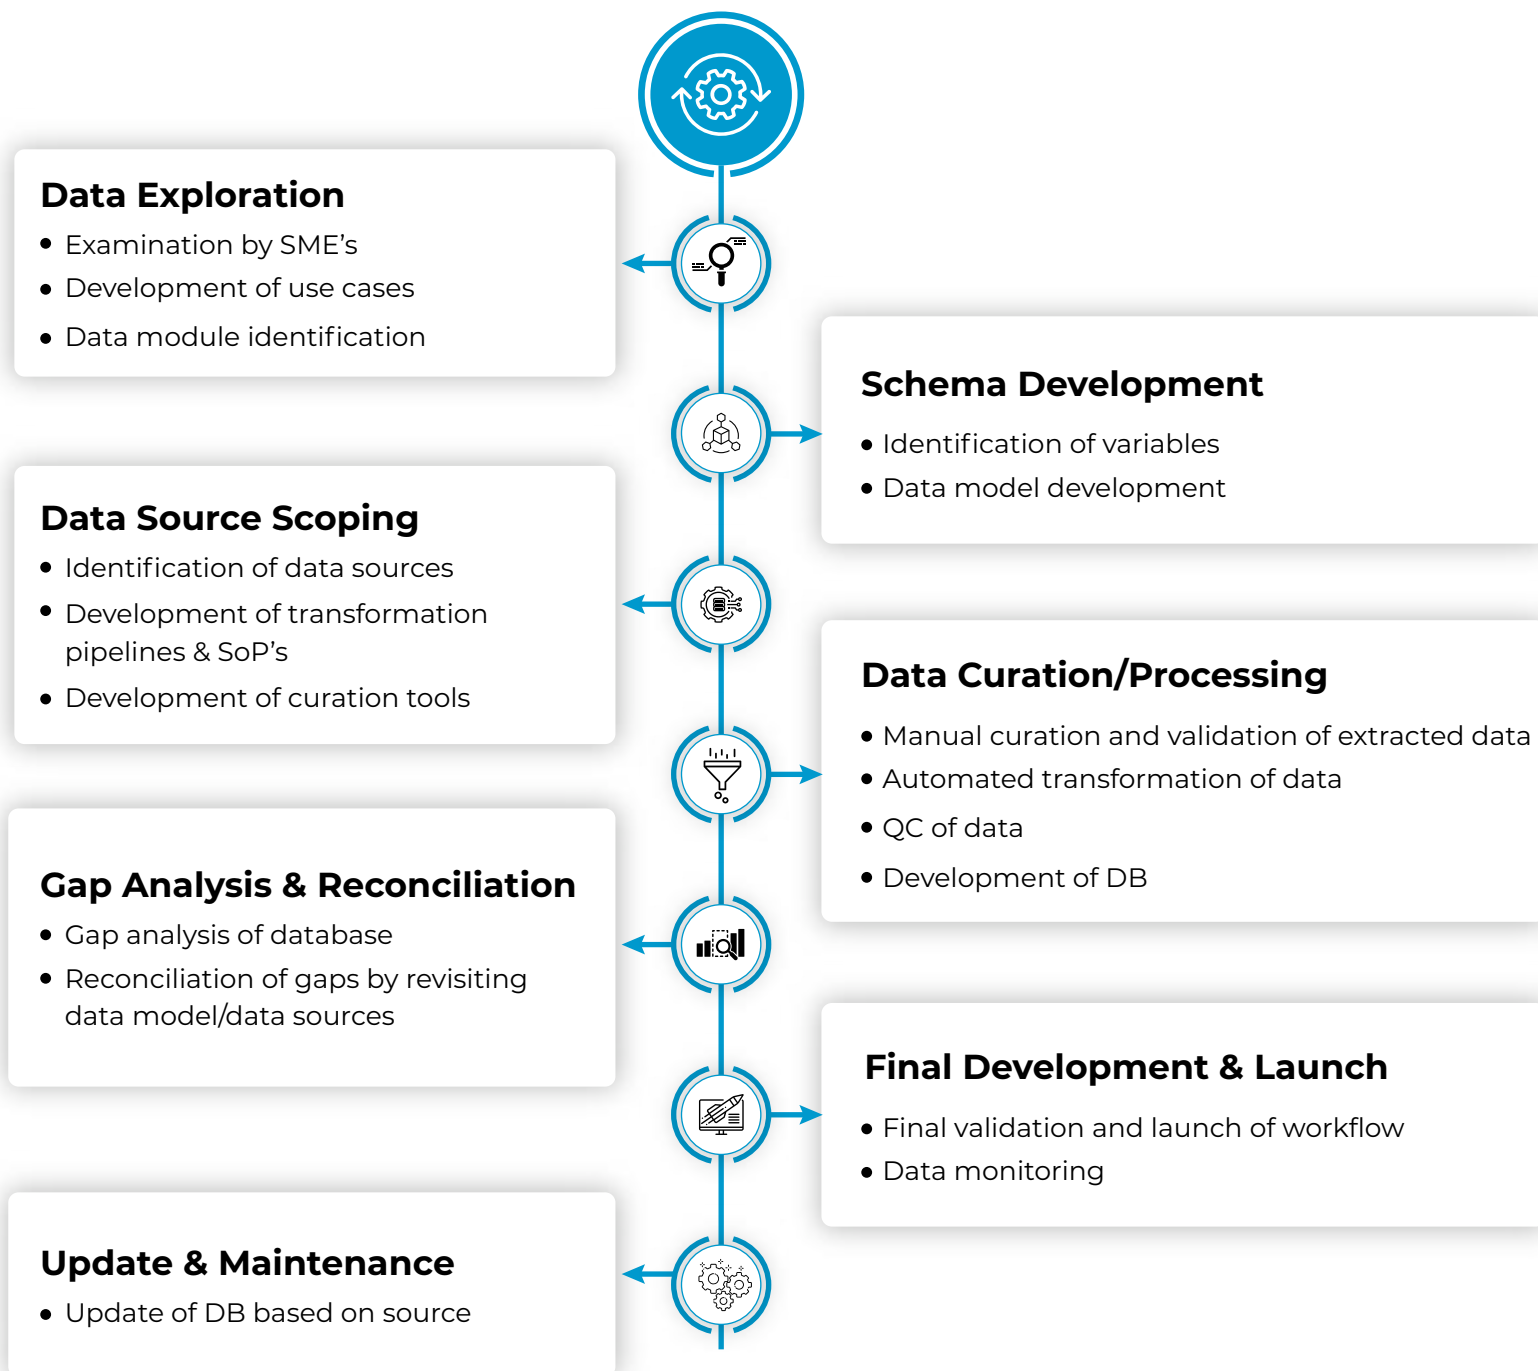 Data Exploration
Examination by SME’s
Development of use cases
Data module identification
Schema Development
Identification of variables
Data model development
Data Source Scoping
Identification of data sources
Development of transformation
pipelines & SoP’s
Development of curation tools
Data Curation/Processing
Manual curation and validation of extracted data
Automated transformation of data
QC of data
Development of DB
Gap Analysis & Reconciliation
Gap analysis of database
Reconciliation of gaps by revisiting
data model/data sources
Final Development & Launch
Final validation and launch of workflow
Data monitoring
Update & Maintenance
Update of DB based on source